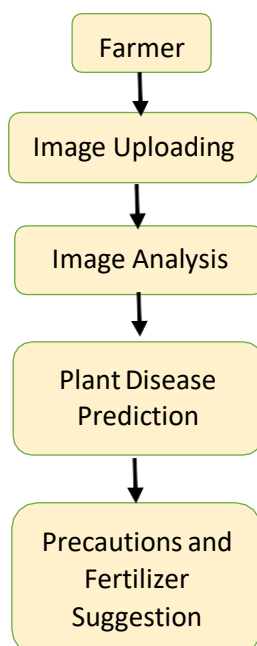 Farmer
Image Uploading
Image Analysis
Plant Disease
Prediction
Precautions and
Fertilizer
Suggestion